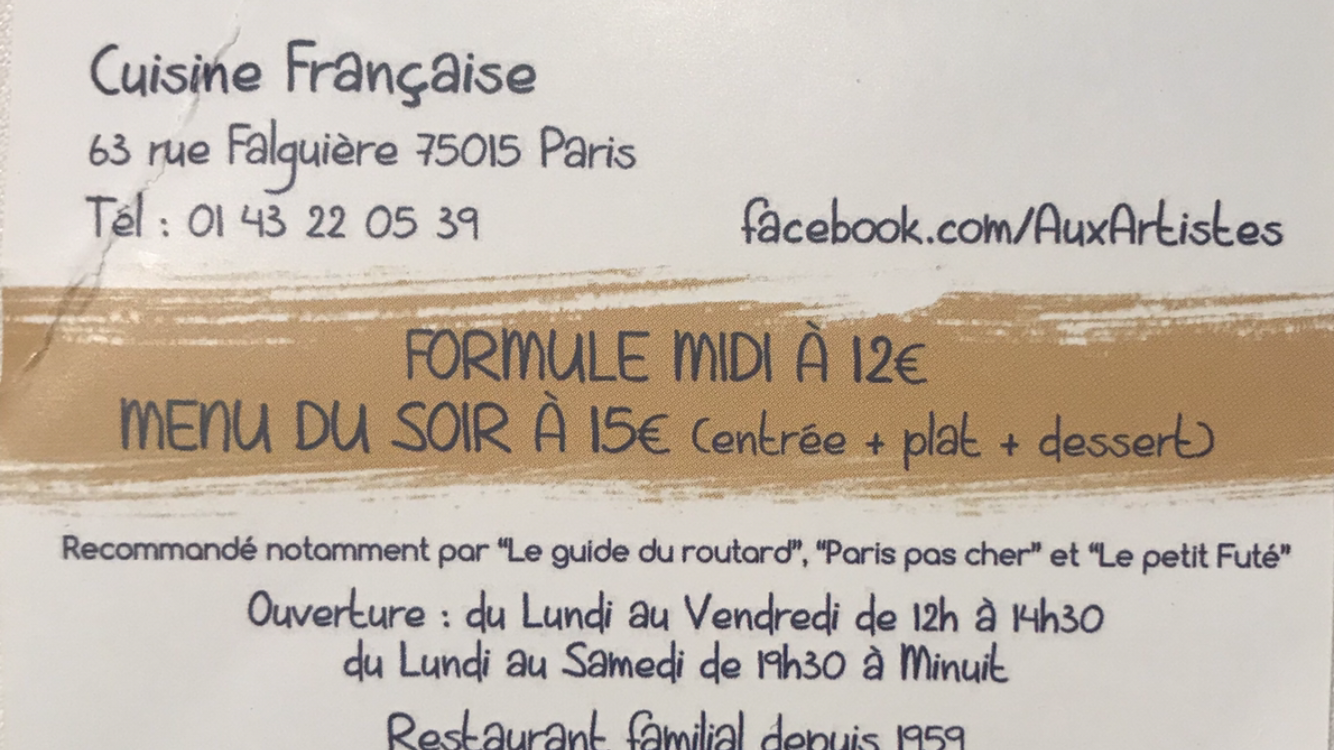 Cuisine Française
63 rue Falguière 75015 Paris
Tél : 01 43 22 05 39
facebook.com/AuxArtistes
FORMULE MIDI À 12€
MENU DU SOIR À 15€ (entrée + plat + dessert)
Recommandé notamment par “Le guide du routard”, “Paris pas cher” et “Le petit Futé”
Ouverture : du Lundi au Vendredi de 12h à 14h30
du Lundi au Samedi de 19h30 à Minuit
Restaurant familial depuis 1959